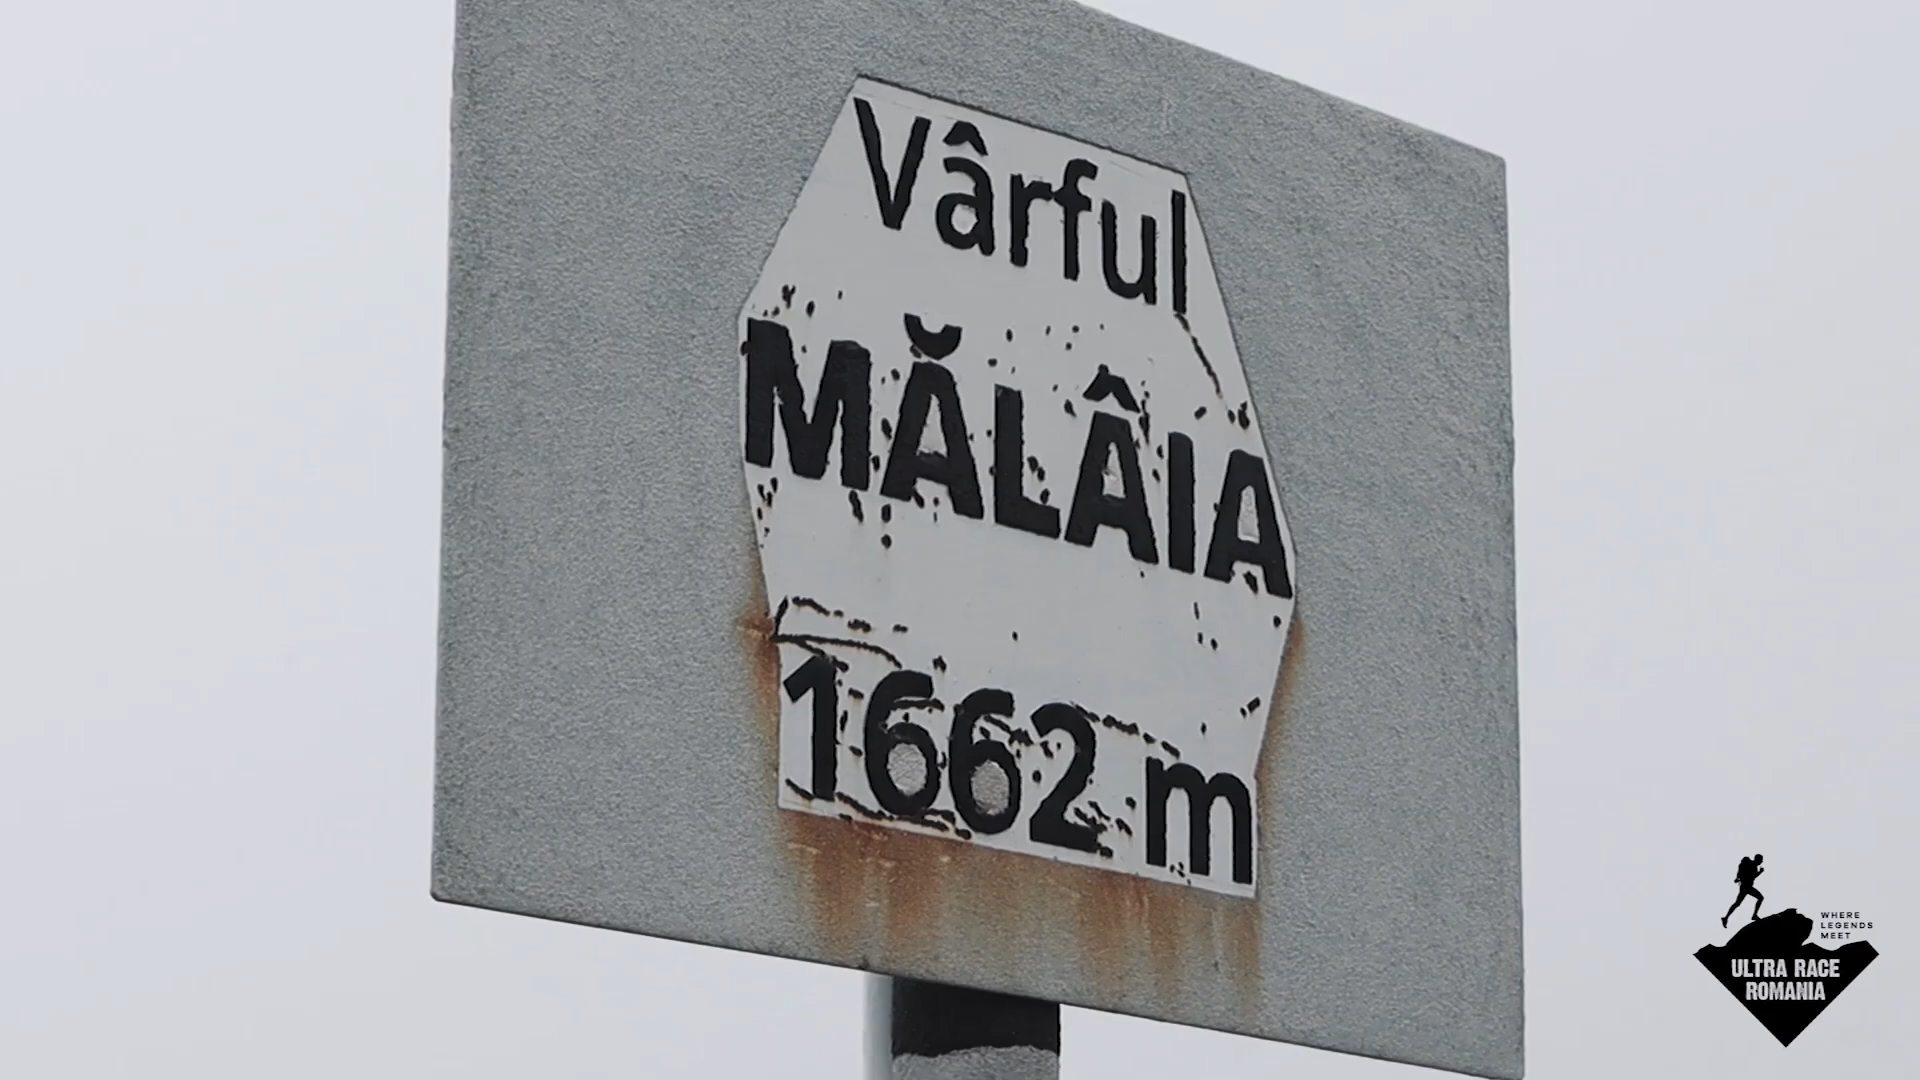 Vârful
MĂLÂIA
1662 m
WHERE
LEGENDS
MEET
ULTRA RACE
ROMANIA